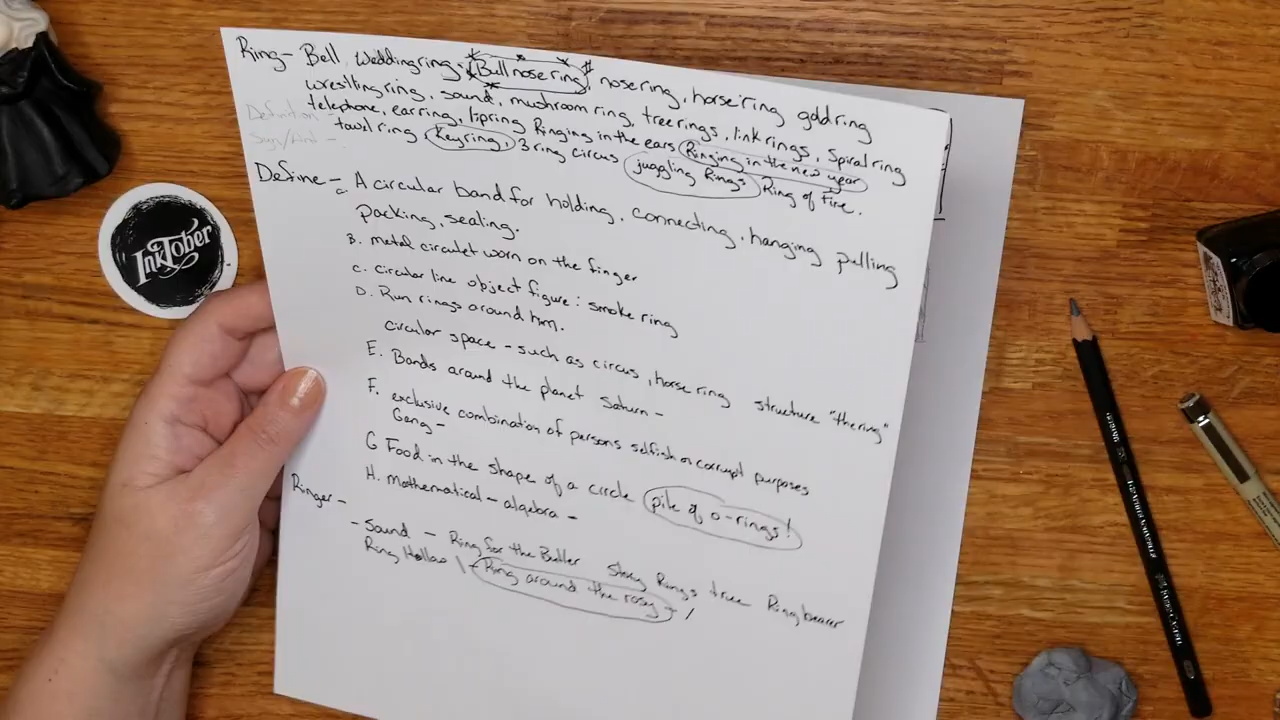 Ring - Bell, Wedding ring, Bull nose ring, nose ring, horse ring, gold ring
wrestling ring, sound, mushroom ring, tree rings, link rings, spiral ring
telephone, earring, lipring Ringing in the ears Ringing in the new year
towel ring Keyring, 3 ring circus juggling Rings Ring of Fire.
Definition -
Define - A circular band for holding, connecting, hanging pulling
packing, sealing.
B. metal circulet worn on the finger
C. circular line object figure: smoke ring
D. Run rings around him.
circular space - such as circus, horse ring structure "the ring"
E. Bands around the planet Saturn -
F. exclusive combination of persons selfish or corrupt purposes
Gang -
G Food in the shape of a circle pile of o-rings!
H. Mathematical - algebra -
Ringer -
- Sound - Ring for the Butler Rings tree Ringbearer
Ring Hollow - Ring around the rosy - !
InkTober